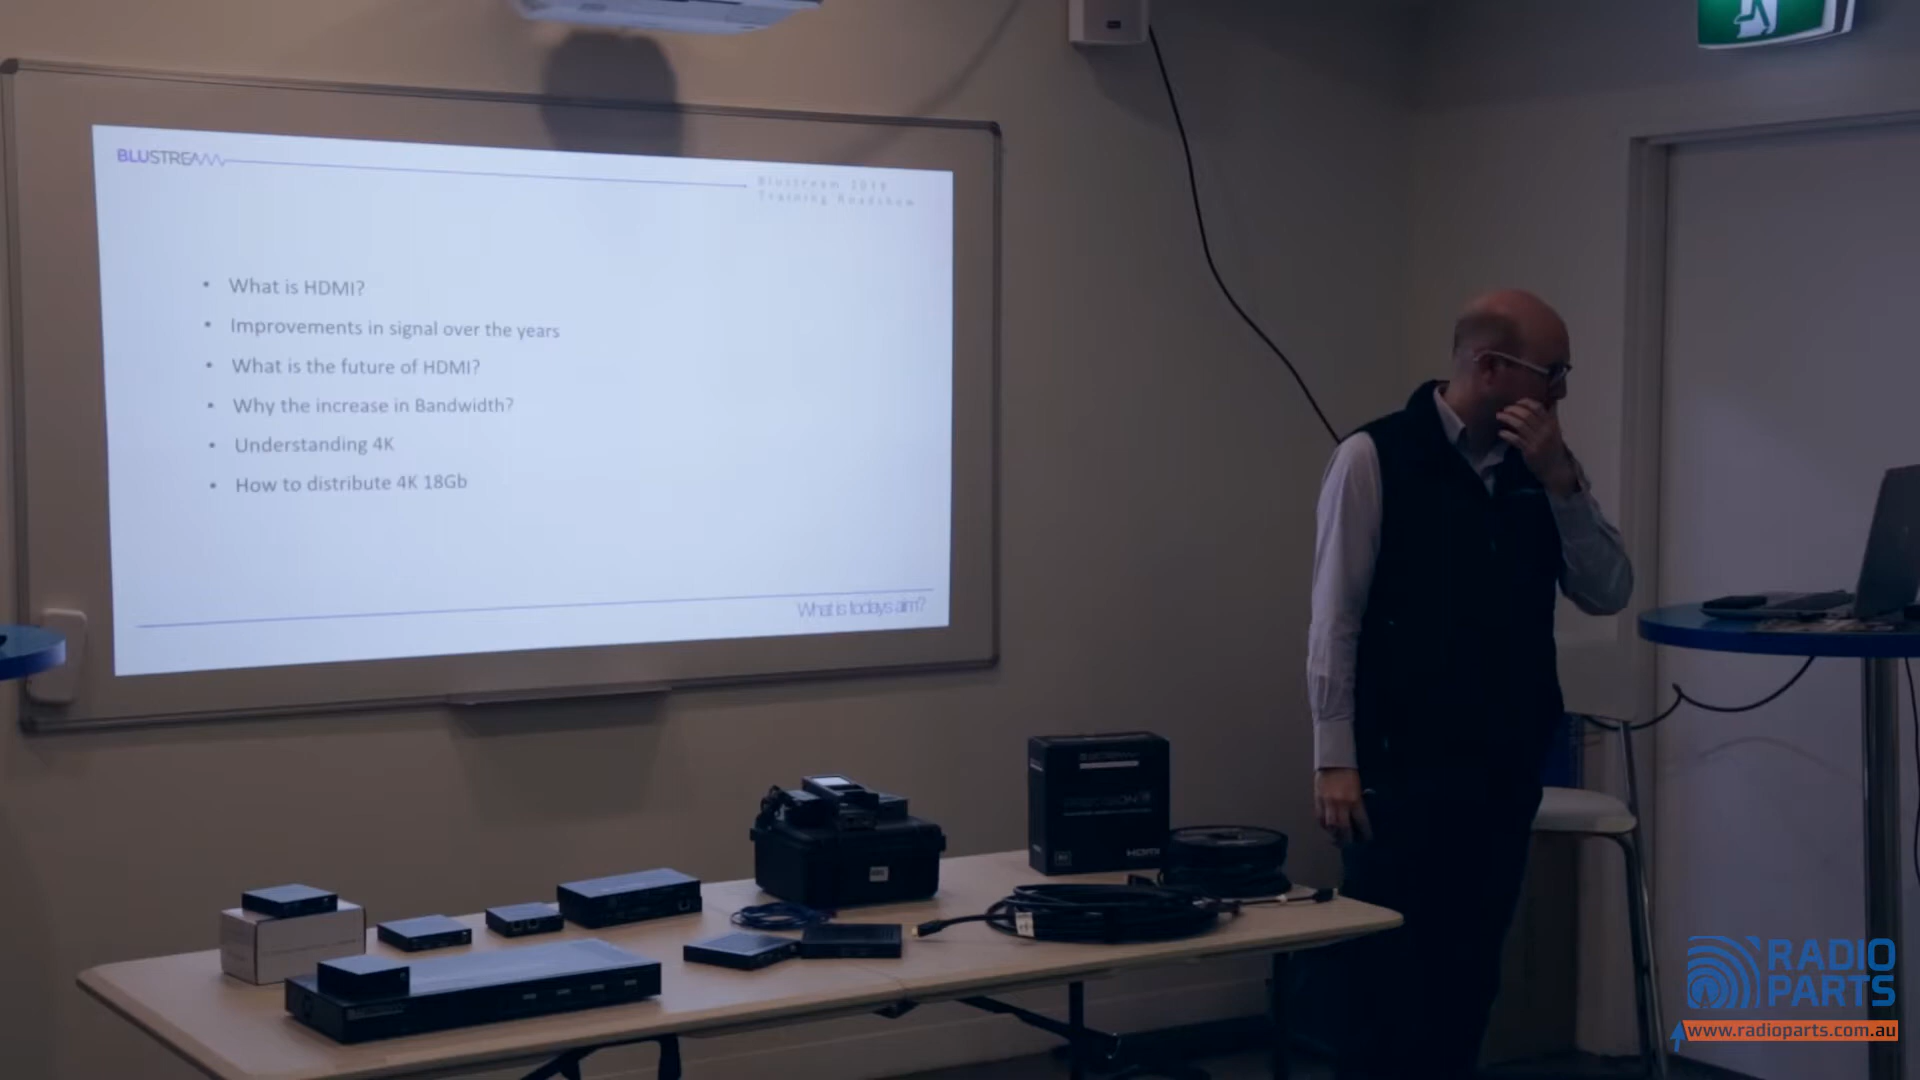 BLUSTREAM
Blustream 2019
Training Roadshow
• What is HDMI?
• Improvements in signal over the years
• What is the future of HDMI?
• Why the increase in Bandwidth?
• Understanding 4K
• How to distribute 4K 18Gb
What is todays aim?
BLUSTREAM
HDMI
RADIO
PARTS
www.radioparts.com.au